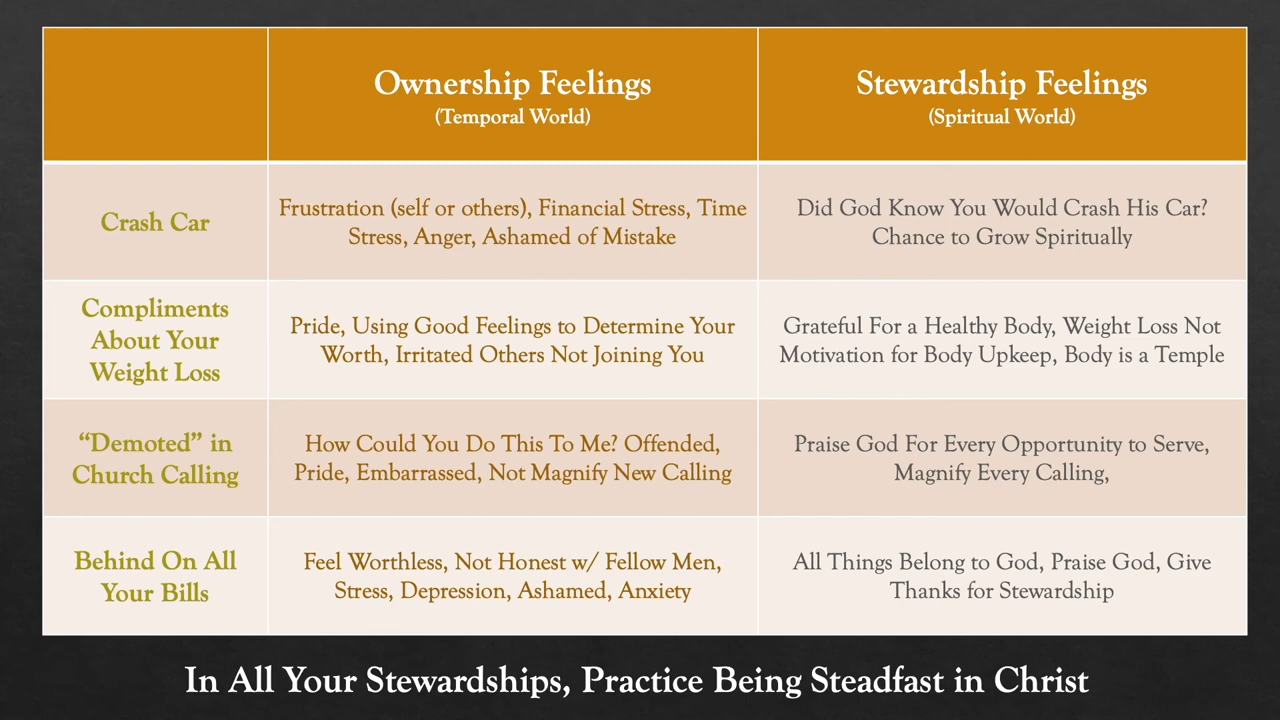 Ownership Feelings
(Temporal World)
Stewardship Feelings
(Spiritual World)
Crash Car
Frustration (self or others), Financial Stress, Time
Stress, Anger, Ashamed of Mistake
Did God Know You Would Crash His Car?
Chance to Grow Spiritually
Compliments
About Your
Weight Loss
Pride, Using Good Feelings to Determine Your
Worth, Irritated Others Not Joining You
Grateful For a Healthy Body, Weight Loss Not
Motivation for Body Upkeep, Body is a Temple
“Demoted” in
Church Calling
How Could You Do This To Me? Offended,
Pride, Embarrassed, Not Magnify New Calling
Praise God For Every Opportunity to Serve,
Magnify Every Calling,
Behind On All
Your Bills
Feel Worthless, Not Honest w/ Fellow Men,
Stress, Depression, Ashamed, Anxiety
All Things Belong to God, Praise God, Give
Thanks for Stewardship
In All Your Stewardships, Practice Being Steadfast in Christ